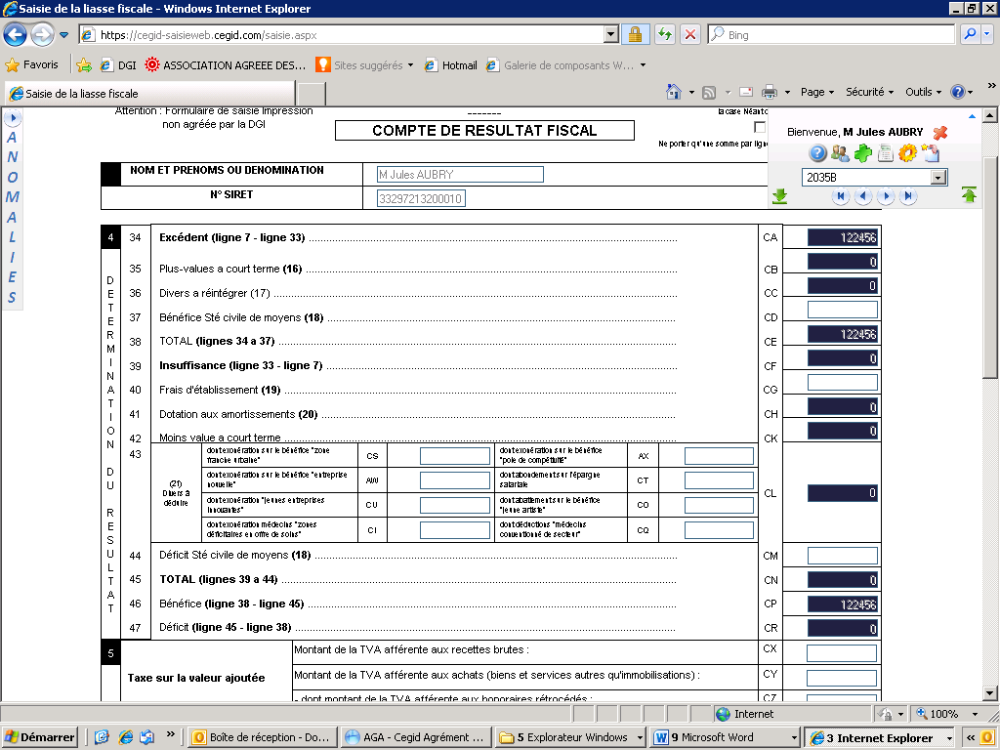 Saisie de la liasse fiscale - Windows Internet Explorer
https://cegid-saisieweb.cegid.com/saisie.aspx
Bing
Favoris
DGI
ASSOCIATION AGREEE DES...
Sites suggérés
Hotmail
Galerie de composants W...
Saisie de la liasse fiscale
Page
Sécurité
Outils
»
ANOMALIES
Attention : Formulaire de saisie Impression
non agréée par la DGI
COMPTE DE RESULTAT FISCAL
la case Néant
Ne porter qu'une somme par ligne
Bienvenue, M Jules AUBRY
2035B
NOM ET PRENOMS OU DENOMINATION
M Jules AUBRY
N° SIRET
33297213200010
4
DETERMINATION DU RESULTAT
34 Excédent (ligne 7 - ligne 33) CA 122456
35 Plus-values a court terme (16) CB 0
36 Divers a réintégrer (17) CC 0
37 Bénéfice Sté civile de moyens (18) CD
38 TOTAL (lignes 34 a 37) CE 122456
39 Insuffisance (ligne 33 - ligne 7) CF 0
40 Frais d'établissement (19) CG
41 Dotation aux amortissements (20) CH 0
42 Moins value a court terme CK 0
43
(21)
Divers à
déduire
dont exonération sur le bénéfice "zone
franche urbaine"
CS
dont exonération sur le bénéfice
"pole de compétitivité"
AX
dont exonération sur le bénéfice "entreprise
nouvelle"
AW
dont abondement sur l'épargne
salariale
CT
dont exonération "jeunes entreprises
innovantes"
CU
dont abattement sur le bénéfice
"jeune artiste"
CO
dont exonération médecins "zones
déficitaires en offre de soins"
CI
dont déductions "médecins
conventionné de secteur"
CQ
CL 0
44 Déficit Sté civile de moyens (18) CM
45 TOTAL (lignes 39 a 44) CN 0
46 Bénéfice (ligne 38 - ligne 45) CP 122456
47 Déficit (ligne 45 - ligne 38) CR 0
5
Taxe sur la valeur ajoutée
Montant de la TVA afférente aux recettes brutes : CX
Montant de la TVA afférente aux achats (biens et services autres qu'immobilisations) : CY
- dont montant de la TVA afférente aux honoraires rétrocédés : CZ
Internet
100%
Démarrer
»
Boîte de réception - Do...
AGA - Cegid Agrément ...
5 Explorateur Windows
9 Microsoft Word
3 Internet Explorer
«